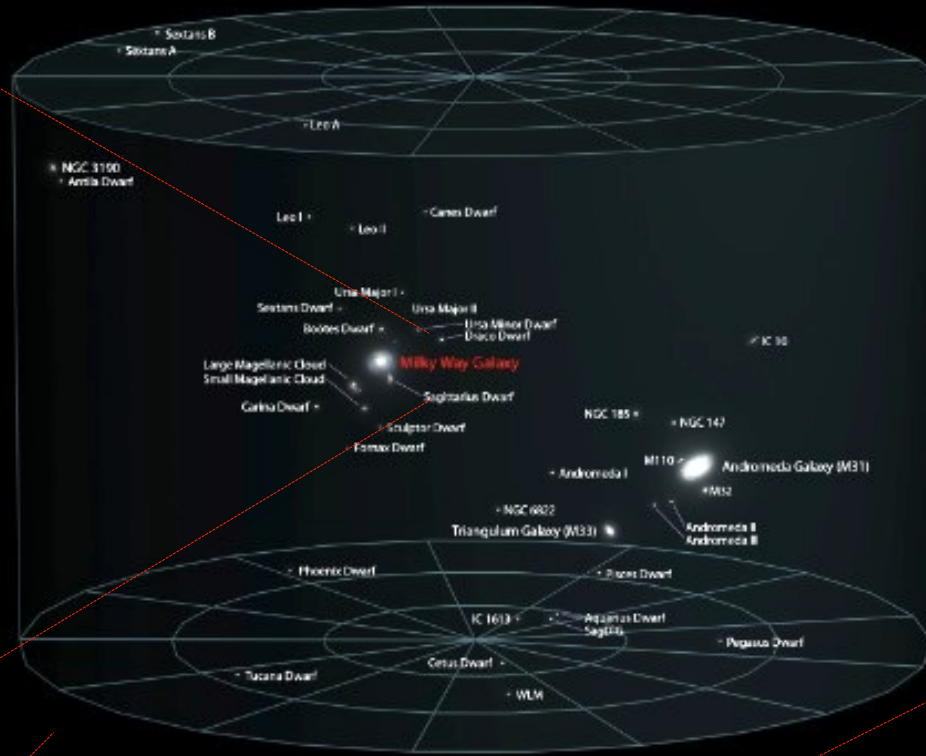 Sextans B
Sextans A
Leo A
NGC 3190
Antlia Dwarf
Leo I
Canes Dwarf
Leo II
Ursa Major I
Sextans Dwarf
Ursa Major II
Ursa Minor Dwarf
Bootes Dwarf
Draco Dwarf
IC 10
Milky Way Galaxy
Large Magellanic Cloud
Small Magellanic Cloud
Sagittarius Dwarf
Carina Dwarf
NGC 185
NGC 147
Sculptor Dwarf
Fornax Dwarf
M110
Andromeda Galaxy (M31)
Andromeda I
M32
NGC 6822
Andromeda II
Triangulum Galaxy (M33)
Andromeda III
Phoenix Dwarf
Pisces Dwarf
IC 1613
Aquarius Dwarf
SagDIG
Pegasus Dwarf
Cetus Dwarf
Tucana Dwarf
WLM